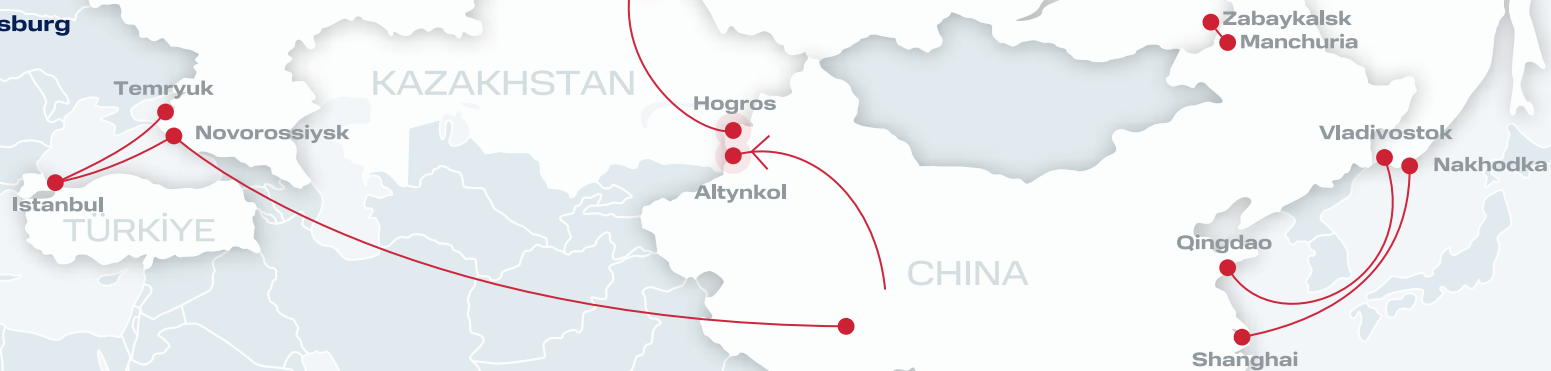 sburg
Zabaykalsk
Manchuria
KAZAKHSTAN
Temryuk
Hogros
Novorossiysk
Vladivostok
Nakhodka
Altynkol
Istanbul
TÜRKİYE
Qingdao
CHINA
Shanghai